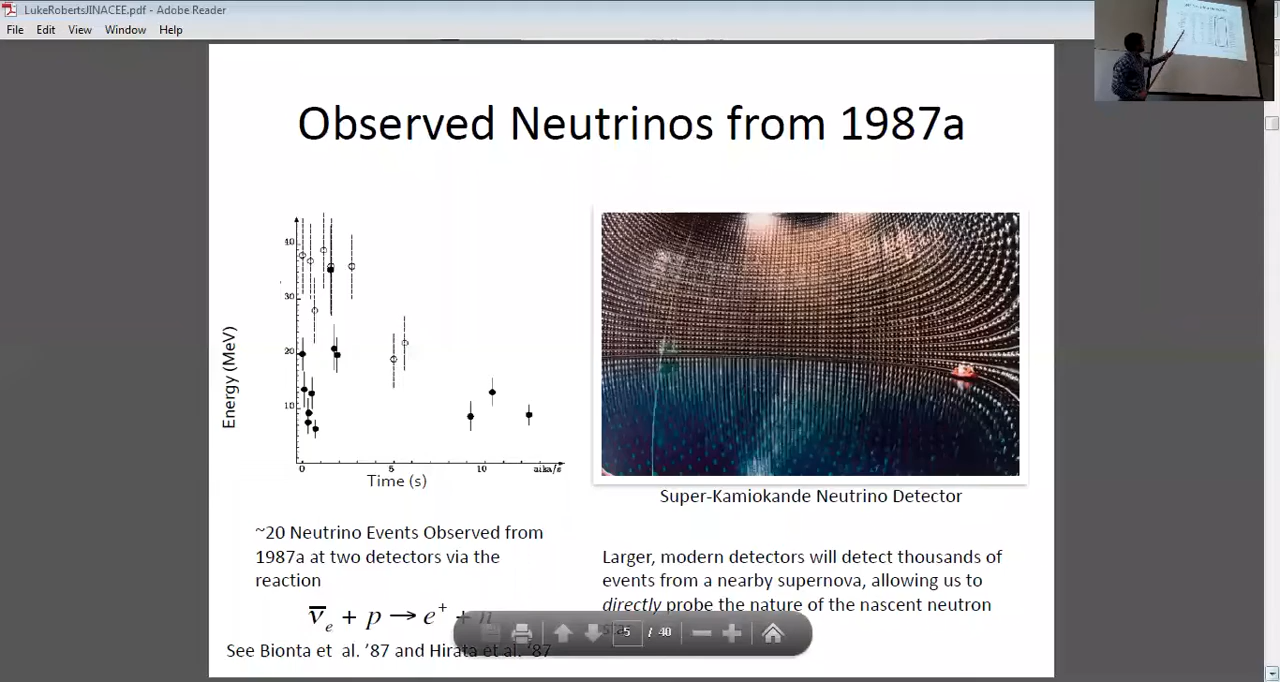 LukeRobertsJINACEE.pdf - Adobe Reader
File Edit View Window Help
Observed Neutrinos from 1987a
40
30
20
10
0 5 10 aika/s
Energy (MeV)
Time (s)
Super-Kamiokande Neutrino Detector
~20 Neutrino Events Observed from
1987a at two detectors via the
reaction
ν̅e + p → e+ + n
See Bionta et al. ’87 and Hirata et al. ’87
Larger, modern detectors will detect thousands of
events from a nearby supernova, allowing us to
directly probe the nature of the nascent neutron
star
5 / 40